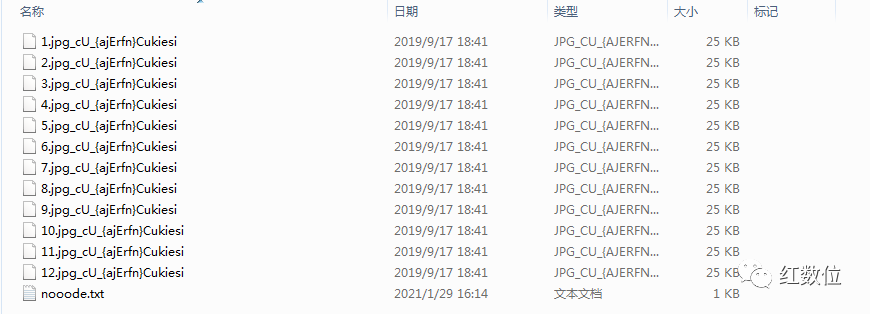 名称 日期 类型 大小 标记
1.jpg_cU_{ajErfn}Cukiesi 2019/9/17 18:41 JPG_CU_{AJERFN... 25 KB
2.jpg_cU_{ajErfn}Cukiesi 2019/9/17 18:41 JPG_CU_{AJERFN... 25 KB
3.jpg_cU_{ajErfn}Cukiesi 2019/9/17 18:41 JPG_CU_{AJERFN... 25 KB
4.jpg_cU_{ajErfn}Cukiesi 2019/9/17 18:41 JPG_CU_{AJERFN... 25 KB
5.jpg_cU_{ajErfn}Cukiesi 2019/9/17 18:41 JPG_CU_{AJERFN... 25 KB
6.jpg_cU_{ajErfn}Cukiesi 2019/9/17 18:41 JPG_CU_{AJERFN... 25 KB
7.jpg_cU_{ajErfn}Cukiesi 2019/9/17 18:41 JPG_CU_{AJERFN... 25 KB
8.jpg_cU_{ajErfn}Cukiesi 2019/9/17 18:41 JPG_CU_{AJERFN... 25 KB
9.jpg_cU_{ajErfn}Cukiesi 2019/9/17 18:41 JPG_CU_{AJERFN... 25 KB
10.jpg_cU_{ajErfn}Cukiesi 2019/9/17 18:41 JPG_CU_{AJERFN... 25 KB
11.jpg_cU_{ajErfn}Cukiesi 2019/9/17 18:41 JPG_CU_{AJERFN... 25 KB
12.jpg_cU_{ajErfn}Cukiesi 2019/9/17 18:41 JPG_CU_{AJERFN... 25 KB
nooode.txt 2021/1/29 16:14 文本文档 1 KB
红数位